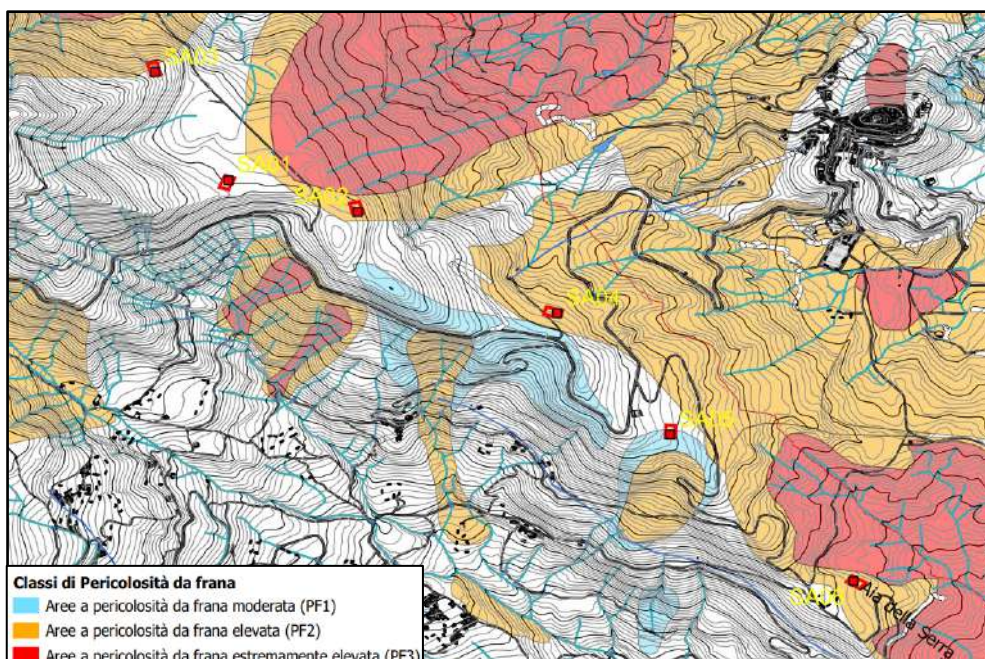 SA03
SA01
SA02
SA04
SA05
SA06
Aia della Serra
Classi di Pericolosità da frana
Aree a pericolosità da frana moderata (PF1)
Aree a pericolosità da frana elevata (PF2)
Aree a pericolosità da frana estremamente elevata (PF3)